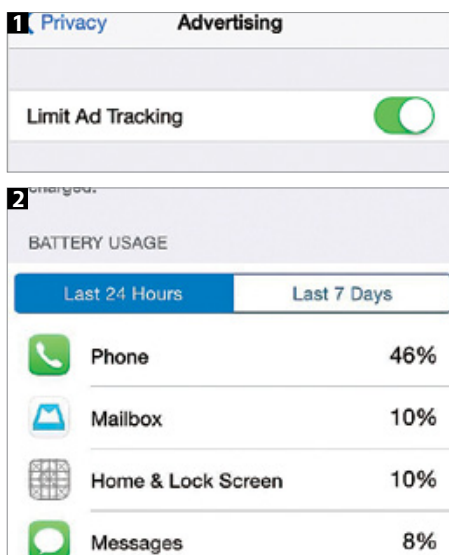 1
Privacy Advertising
Limit Ad Tracking
2
charged.
BATTERY USAGE
Last 24 Hours Last 7 Days
Phone 46%
Mailbox 10%
Home & Lock Screen 10%
Messages 8%